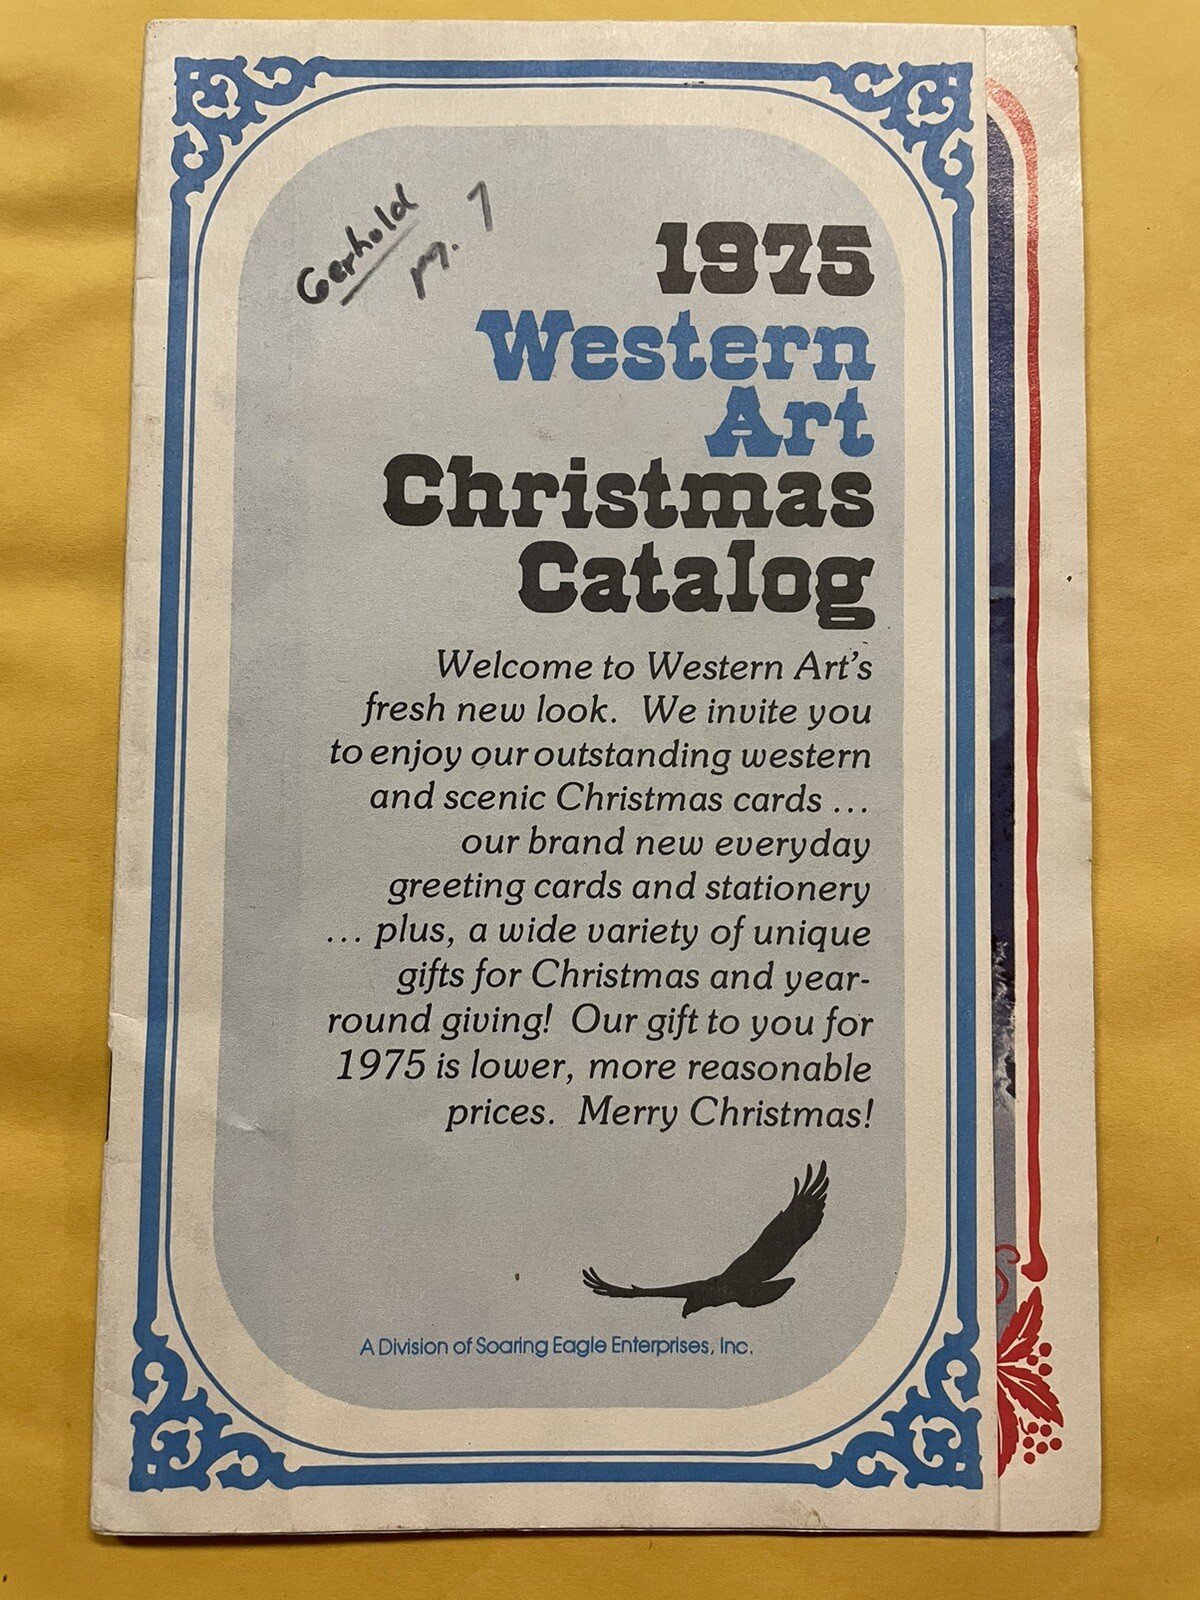 Gerhold
pg. 7
1975
Western
Art
Christmas
Catalog
Welcome to Western Art's
fresh new look. We invite you
to enjoy our outstanding western
and scenic Christmas cards ...
our brand new everyday
greeting cards and stationery
... plus, a wide variety of unique
gifts for Christmas and year-
round giving! Our gift to you for
1975 is lower, more reasonable
prices. Merry Christmas!
A Division of Soaring Eagle Enterprises, Inc.